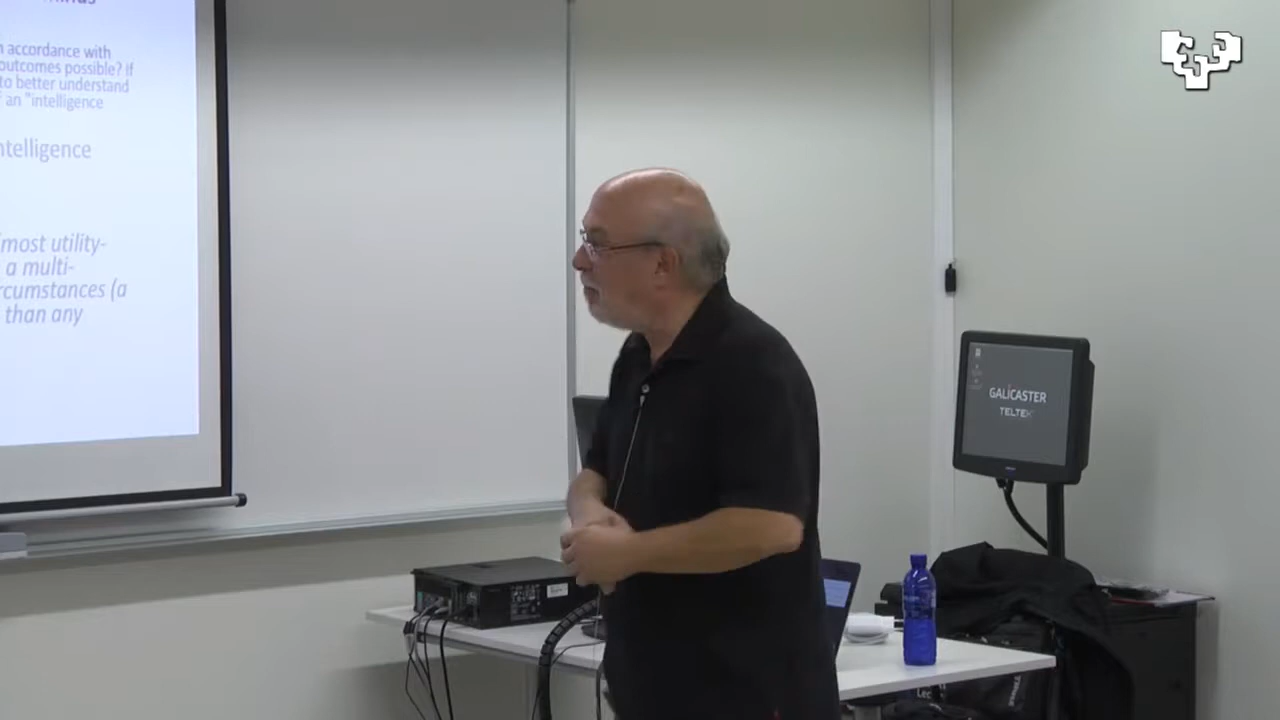 n accordance with
outcomes possible? If
to better understand
f an "intelligence
ntelligence
most utility-
a multi-
rcumstances (a
than any
GALICASTER
TELTEK